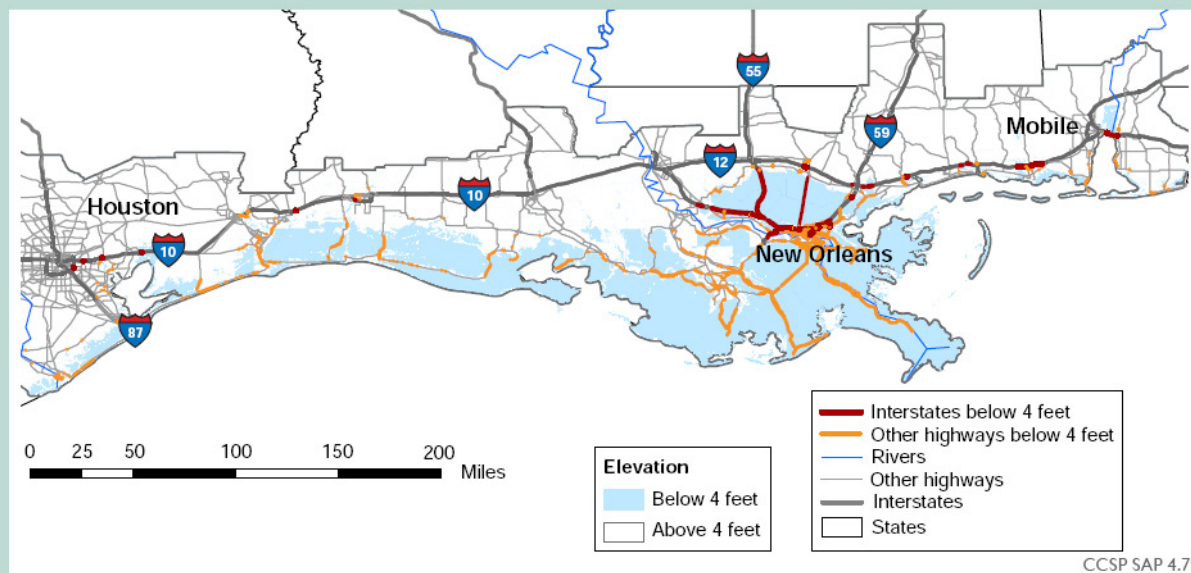 55
59
Mobile
12
10
Houston
10
New Orleans
87
0 25 50 100 150 200
Miles
Elevation
Below 4 feet
Above 4 feet
Interstates below 4 feet
Other highways below 4 feet
Rivers
Other highways
Interstates
States
CCSP SAP 4.7